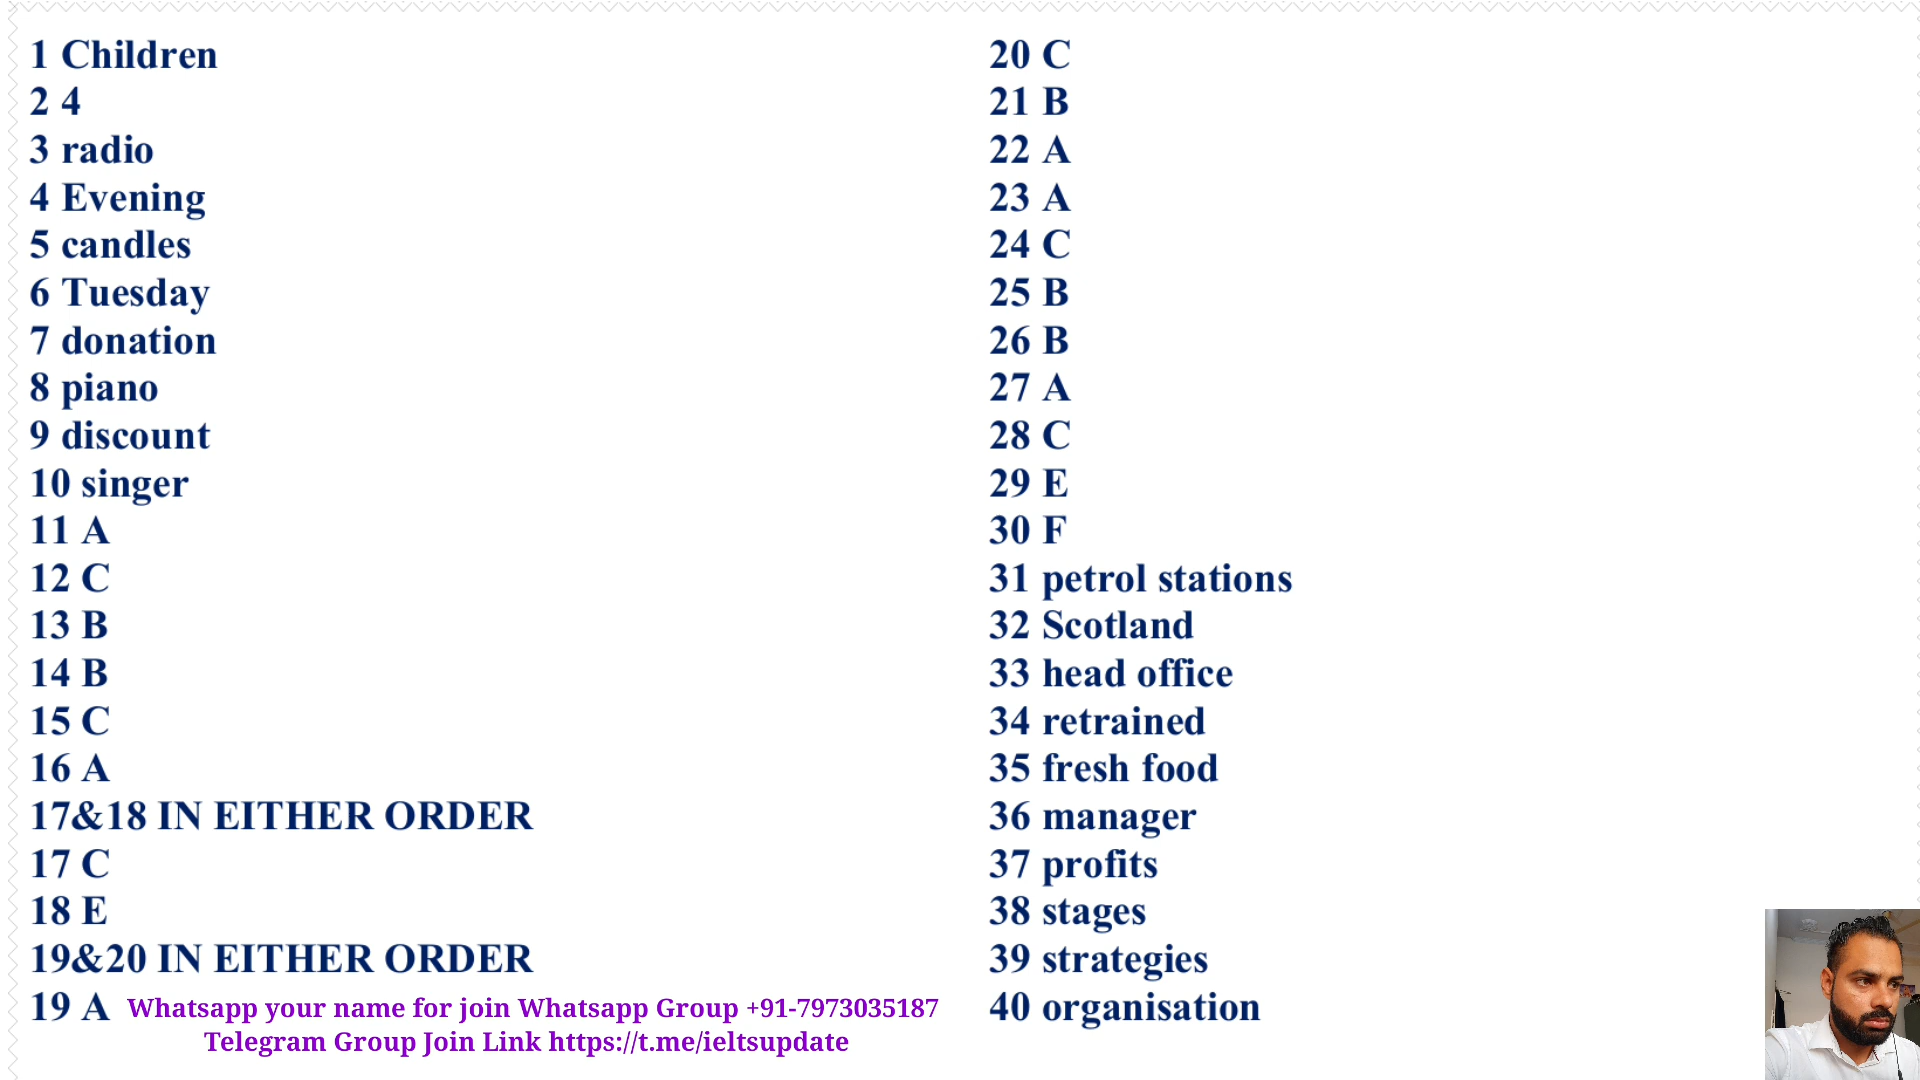 1 Children
2 4
3 radio
4 Evening
5 candles
6 Tuesday
7 donation
8 piano
9 discount
10 singer
11 A
12 C
13 B
14 B
15 C
16 A
17&18 IN EITHER ORDER
17 C
18 E
19&20 IN EITHER ORDER
19 A
Whatsapp your name for join Whatsapp Group +91-7973035187
Telegram Group Join Link https://t.me/ieltsupdate
20 C
21 B
22 A
23 A
24 C
25 B
26 B
27 A
28 C
29 E
30 F
31 petrol stations
32 Scotland
33 head office
34 retrained
35 fresh food
36 manager
37 profits
38 stages
39 strategies
40 organisation